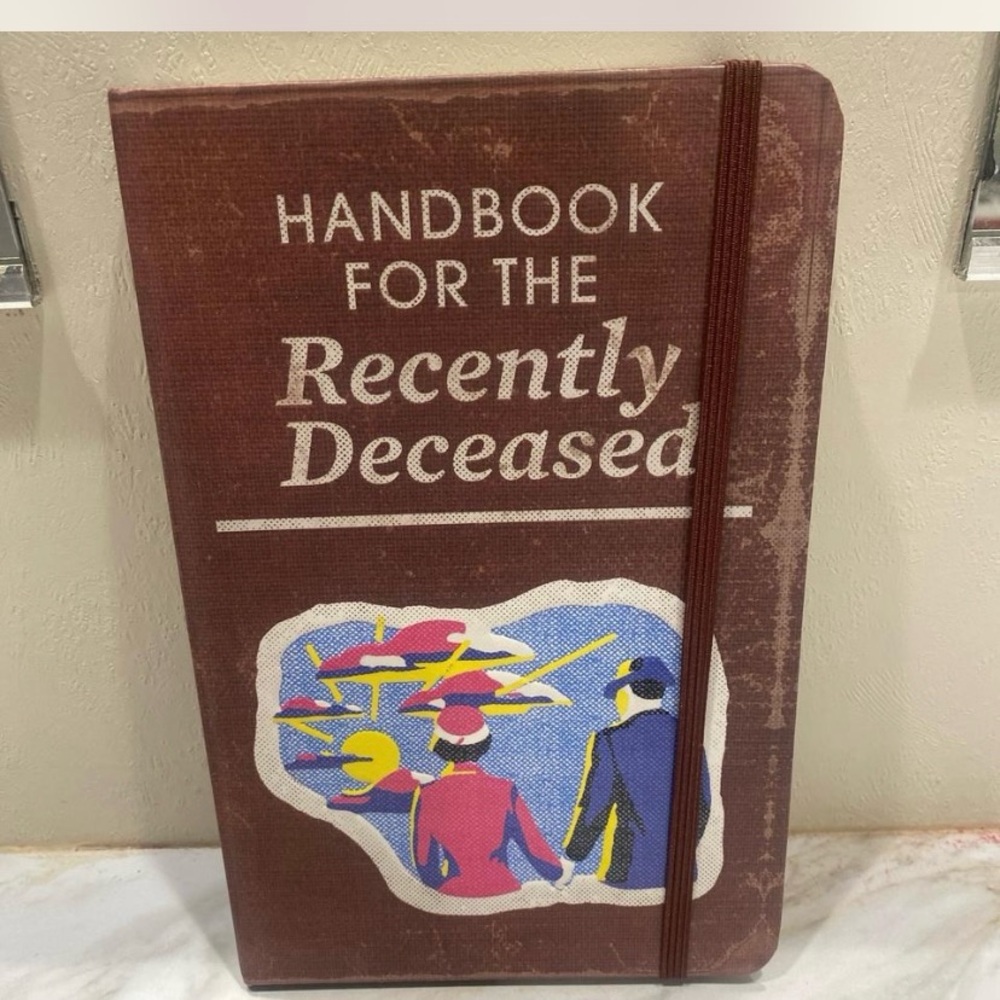 HANDBOOK
FOR THE
Recently
Deceased